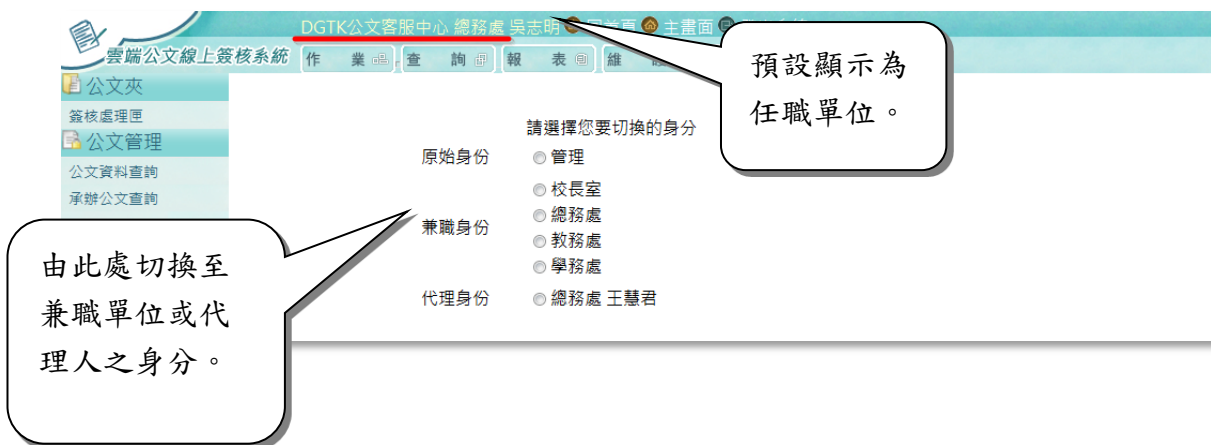 DGTK公文客服中心 總務處 吳志明 主畫面
雲端公文線上簽核系統
作 業 查 詢 報 表 維
公文夾
簽核處理匣
公文管理
公文資料查詢
承辦公文查詢
預設顯示為
任職單位。
請選擇您要切換的身分
原始身份 管理
兼職身份 校長室
總務處
教務處
學務處
代理身份 總務處 王慧君
由此處切換至
兼職單位或代
理人之身分。